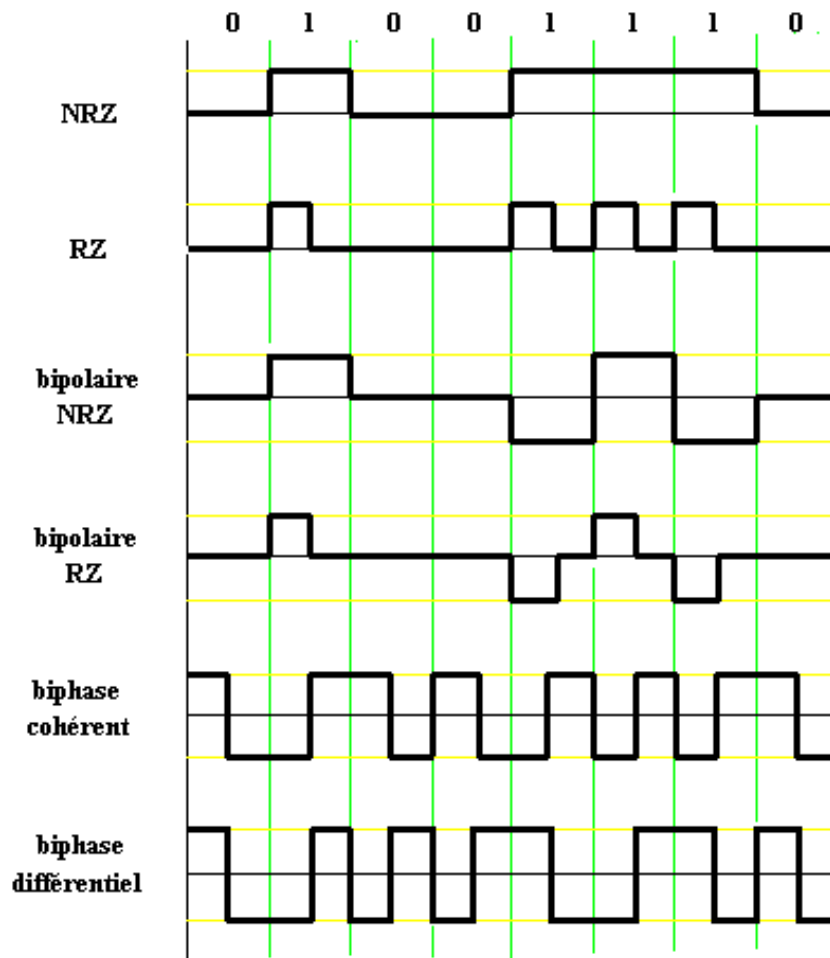 0 1 0 0 1 1 1 0
NRZ
RZ
bipolaire
NRZ
bipolaire
RZ
biphase
cohérent
biphase
différentiel